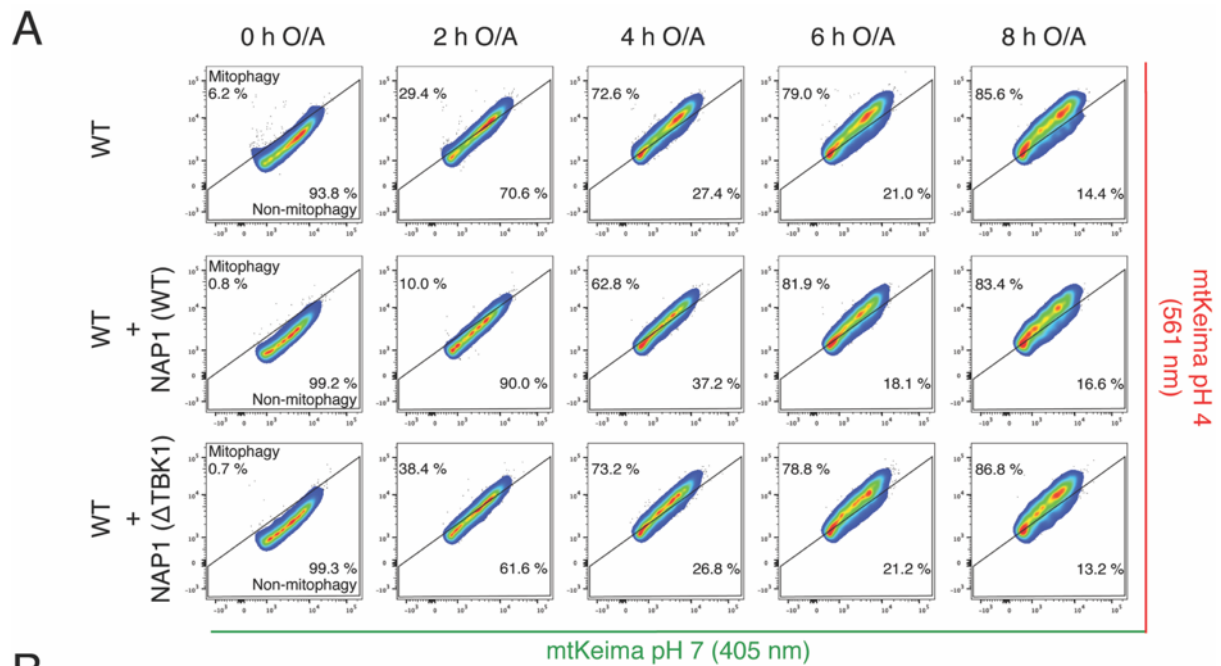 A
0 h O/A
2 h O/A
4 h O/A
6 h O/A
8 h O/A
WT
Mitophagy
6.2 %
93.8 %
Non-mitophagy
29.4 %
70.6 %
72.6 %
27.4 %
79.0 %
21.0 %
85.6 %
14.4 %
WT
+
NAP1 (WT)
Mitophagy
0.8 %
99.2 %
Non-mitophagy
10.0 %
90.0 %
62.8 %
37.2 %
81.9 %
18.1 %
83.4 %
16.6 %
WT
+
NAP1 (ΔTBK1)
Mitophagy
0.7 %
99.3 %
Non-mitophagy
38.4 %
61.6 %
73.2 %
26.8 %
78.8 %
21.2 %
86.8 %
13.2 %
mtKeima pH 4
(561 nm)
mtKeima pH 7 (405 nm)